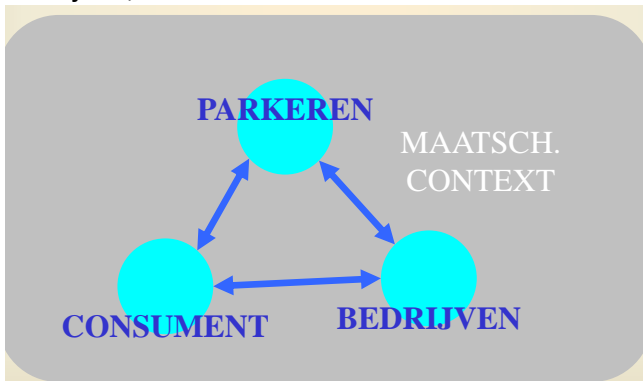 PARKEREN
MAATSCH.
CONTEXT
CONSUMENT
BEDRIJVEN